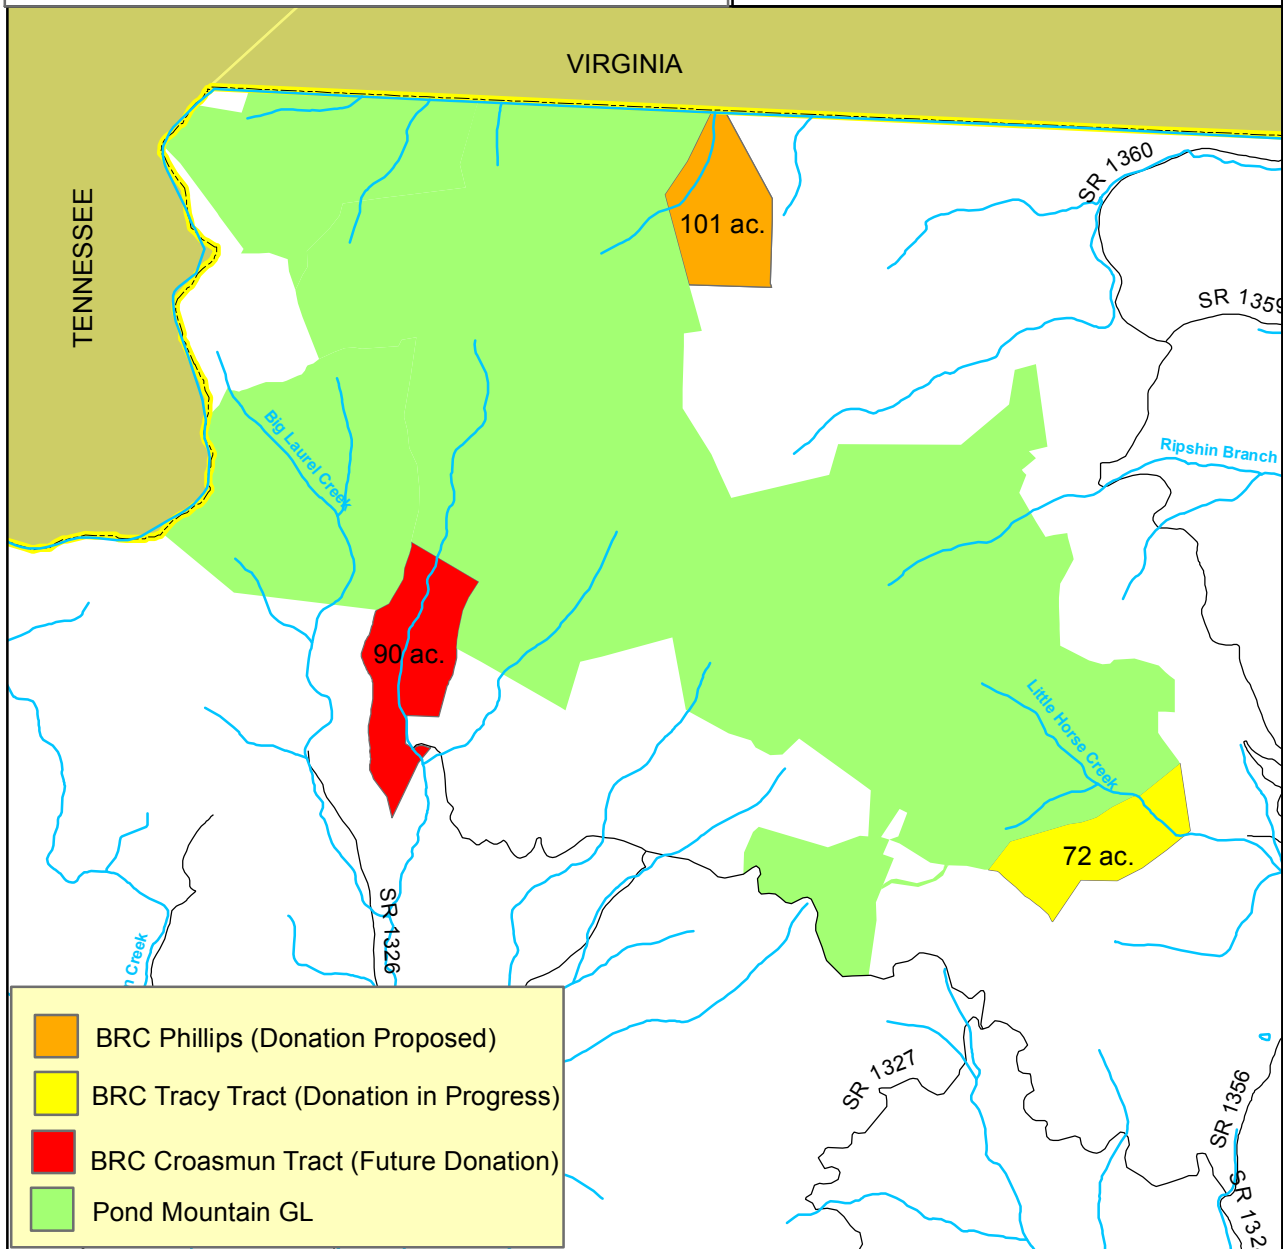 VIRGINIA
TENNESSEE
SR 1360
101 ac.
SR 1359
Big Laurel Creek
Ripshin Branch
90 ac.
Little Horse Creek
72 ac.
SR 1326
n Creek
SR 1327
SR 1356
SR 132
BRC Phillips (Donation Proposed)
BRC Tracy Tract (Donation in Progress)
BRC Croasmun Tract (Future Donation)
Pond Mountain GL